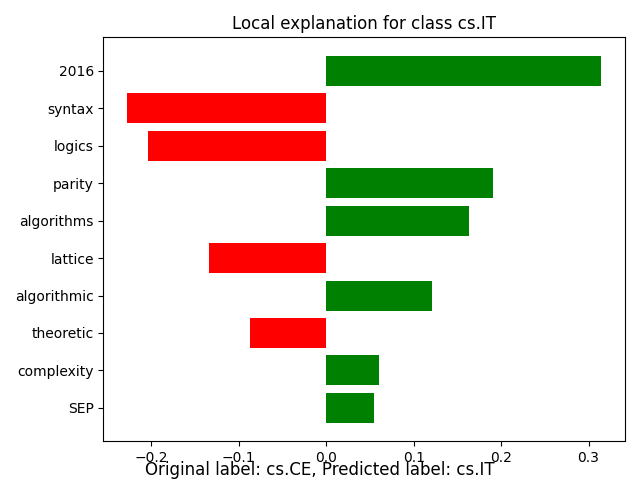 Local explanation for class cs.IT
2016
syntax
logics
parity
algorithms
lattice
algorithmic
theoretic
complexity
SEP
−0.2 −0.1 0.0 0.1 0.2 0.3
Original label: cs.CE, Predicted label: cs.IT